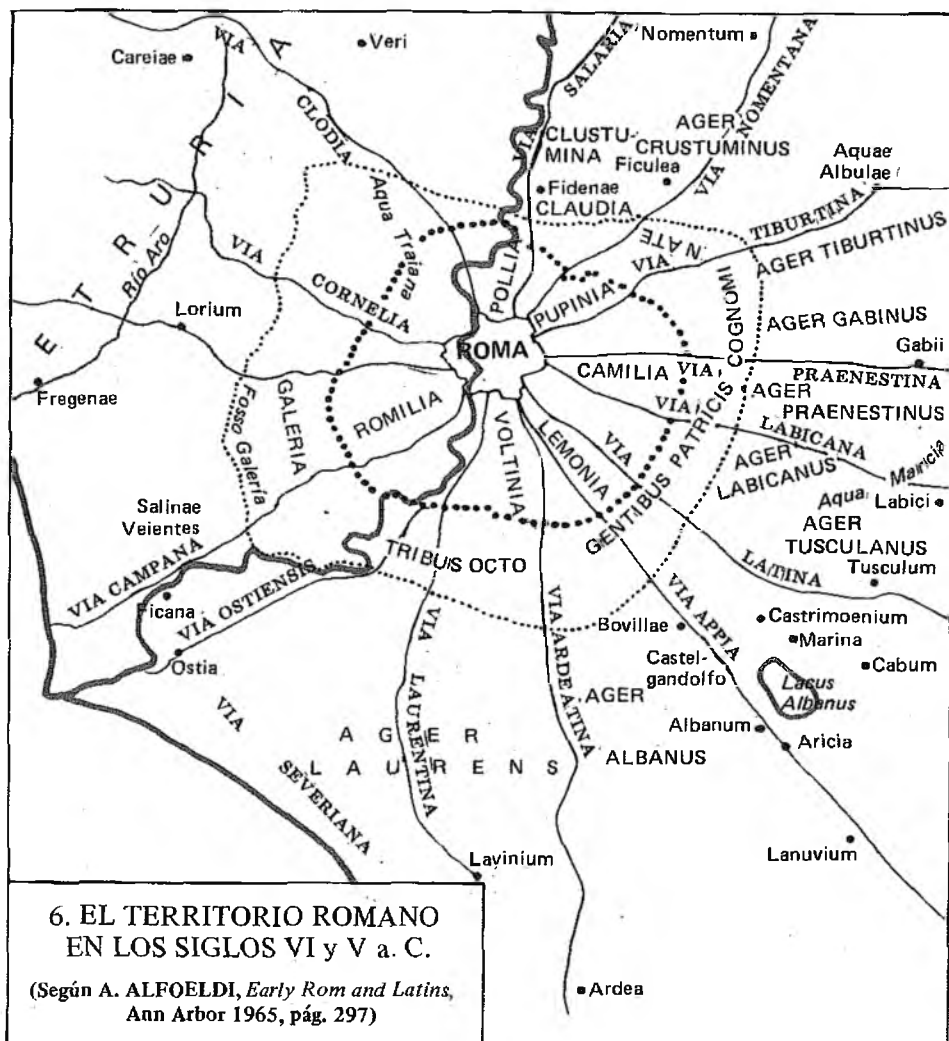 VIA
Careiae
Veri
Nomentum
ETRURIA
CLODIA
VIA SALARIA
CLUSTU-
MINA
AGER
CRUSTUMINUS
Ficulea
VIA NOMENTANA
Fidenae
CLAUDIA
Aquae
Albulae
Río Aro
Aqua Traiana
VIA
CORNELIA
POLLIA
PUPINIA
NATE
VIA TIBURTINA
AGER TIBURTINUS
Lorium
ROMA
AGER GABINUS
Gabii
Fregenae
Fosso Galería
GALERIA
ROMILIA
CAMILIA
VIA
PRAENESTINA
AGER
PRAENESTINUS
VIA
LABICANA
AGER
LABICANUS
GENTIBUS PATRICIS COGNOMI
VOLTINIA
LEMONIA
VIA
LATINA
Aqua
Labici
Salinae
Veientes
AGER
TUSCULANUS
Tusculum
TRIBUS OCTO
VIA CAMPANA
Ficana
VIA OSTIENSIS
Ostia
VIA
LAURENTINA
VIA ARDEATINA
VIA APPIA
Bovillae
Castrimoenium
Marina
Castel-
gandolfo
Cabum
Lacus
Albanus
VIA
SEVERIANA
AGER
LAURENS
AGER
ALBANUS
Albanum
Aricia
Lavinium
Lanuvium
Ardea
6. EL TERRITORIO ROMANO
EN LOS SIGLOS VI y V a. C.
(Según A. ALFOELDI, Early Rom and Latins,
Ann Arbor 1965, pág. 297)